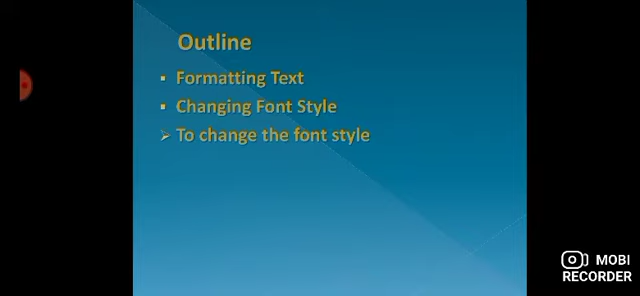 Outline
▪ Formatting Text
▪ Changing Font Style
➢ To change the font style
MOBI
RECORDER